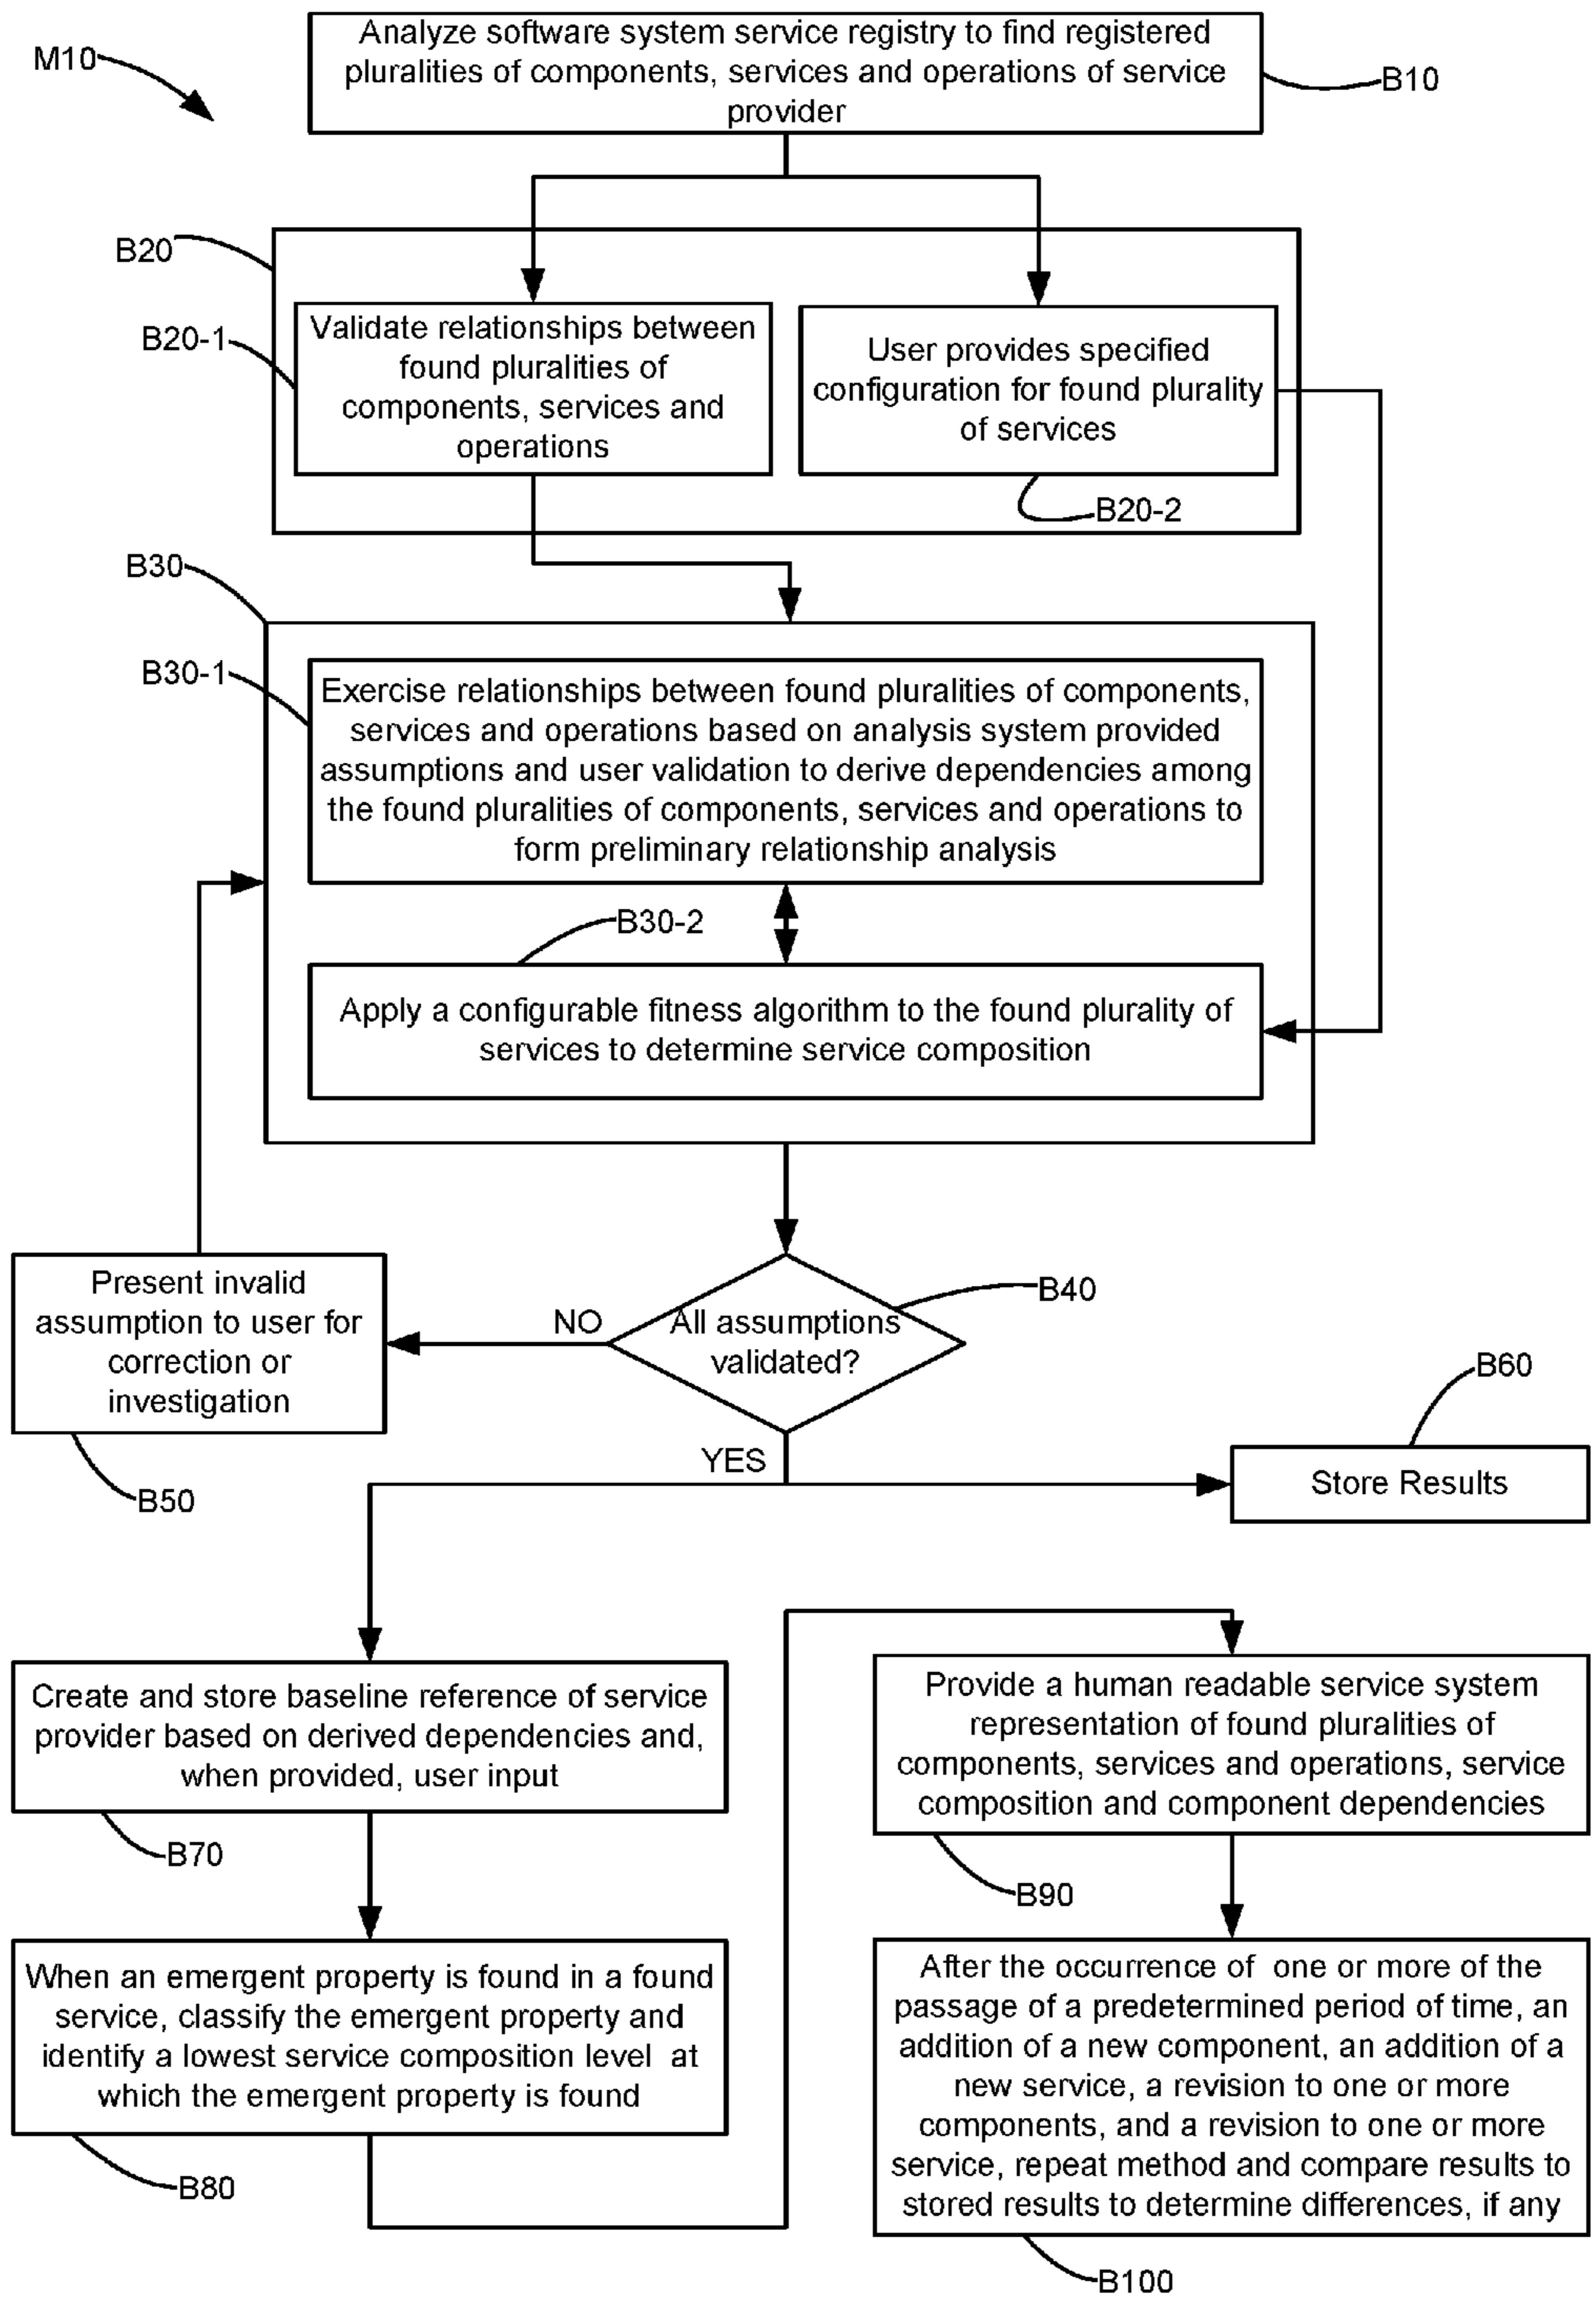 M10
Analyze software system service registry to find registered
pluralities of components, services and operations of service
provider
B10
B20
B20-1
Validate relationships between
found pluralities of
components, services and
operations
User provides specified
configuration for found plurality
of services
B20-2
B30
B30-1
Exercise relationships between found pluralities of components,
services and operations based on analysis system provided
assumptions and user validation to derive dependencies among
the found pluralities of components, services and operations to
form preliminary relationship analysis
B30-2
Apply a configurable fitness algorithm to the found plurality of
services to determine service composition
B40
All assumptions
validated?
NO
Present invalid
assumption to user for
correction or
investigation
B50
YES
B60
Store Results
Create and store baseline reference of service
provider based on derived dependencies and,
when provided, user input
B70
When an emergent property is found in a found
service, classify the emergent property and
identify a lowest service composition level at
which the emergent property is found
B80
Provide a human readable service system
representation of found pluralities of
components, services and operations, service
composition and component dependencies
B90
After the occurrence of one or more of the
passage of a predetermined period of time, an
addition of a new component, an addition of a
new service, a revision to one or more
components, and a revision to one or more
service, repeat method and compare results to
stored results to determine differences, if any
B100